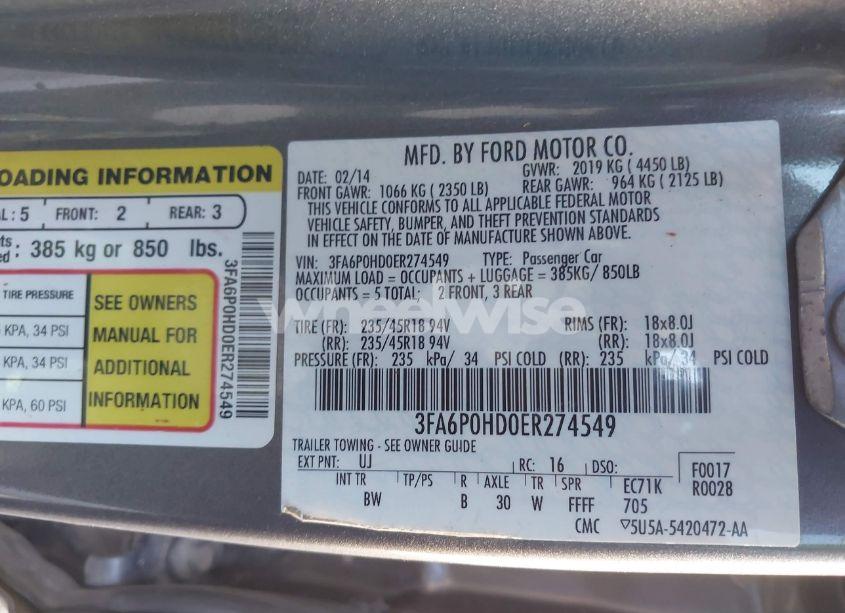 OADING INFORMATION
AL: 5 FRONT: 2 REAR: 3
ts
ed: 385 kg or 850 lbs.
TIRE PRESSURE
KPA, 34 PSI
KPA, 34 PSI
KPA, 60 PSI
SEE OWNERS
MANUAL FOR
ADDITIONAL
INFORMATION
3FA6P0HD0ER274549
MFD. BY FORD MOTOR CO.
DATE: 02/14 GVWR: 2019 KG ( 4450 LB)
FRONT GAWR: 1066 KG ( 2350 LB) REAR GAWR: 964 KG ( 2125 LB)
THIS VEHICLE CONFORMS TO ALL APPLICABLE FEDERAL MOTOR
VEHICLE SAFETY, BUMPER, AND THEFT PREVENTION STANDARDS
IN EFFECT ON THE DATE OF MANUFACTURE SHOWN ABOVE.
VIN: 3FA6P0HD0ER274549 TYPE: Passenger Car
MAXIMUM LOAD = OCCUPANTS + LUGGAGE = 385KG/ 850LB
OCCUPANTS = 5 TOTAL; 2 FRONT, 3 REAR
TIRE (FR): 235/45R18 94V RIMS (FR): 18x8.0J
(RR): 235/45R18 94V (RR): 18x8.0J
PRESSURE (FR): 235 kPa/ 34 PSI COLD (RR): 235 kPa/ 34 PSI COLD
3FA6P0HD0ER274549
TRAILER TOWING - SEE OWNER GUIDE
EXT PNT: UJ RC: 16 DSO: F0017
INT TR TP/PS R AXLE TR SPR EC71K R0028
BW B 30 W FFFF 705
CMC ▽5U5A-5420472-AA
wheelwise